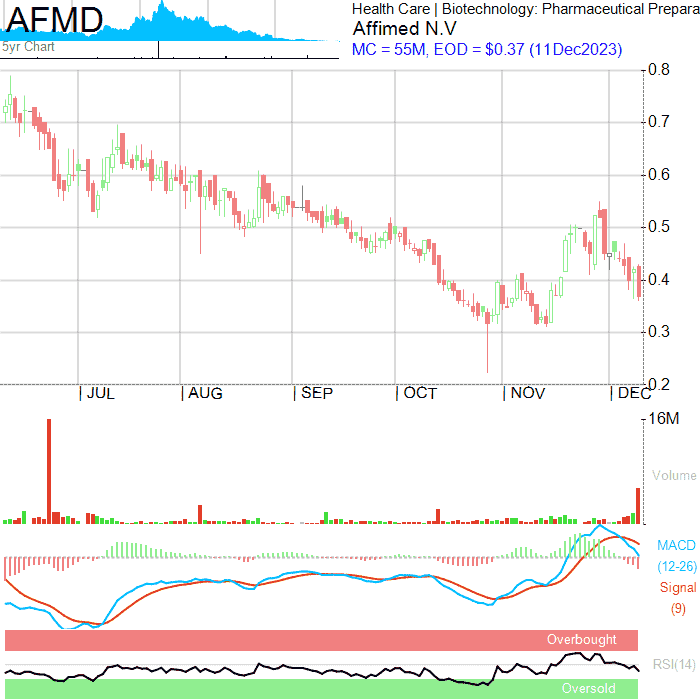 AFMD
5yr Chart
Health Care | Biotechnology: Pharmaceutical Prepara
Affimed N.V
MC = 55M, EOD = $0.37 (11Dec2023)
0.8
0.7
0.6
0.5
0.4
0.3
0.2
| JUL | AUG | SEP | OCT | NOV | DEC
16M
Volume
MACD
(12-26)
Signal
(9)
Overbought
RSI(14)
Oversold